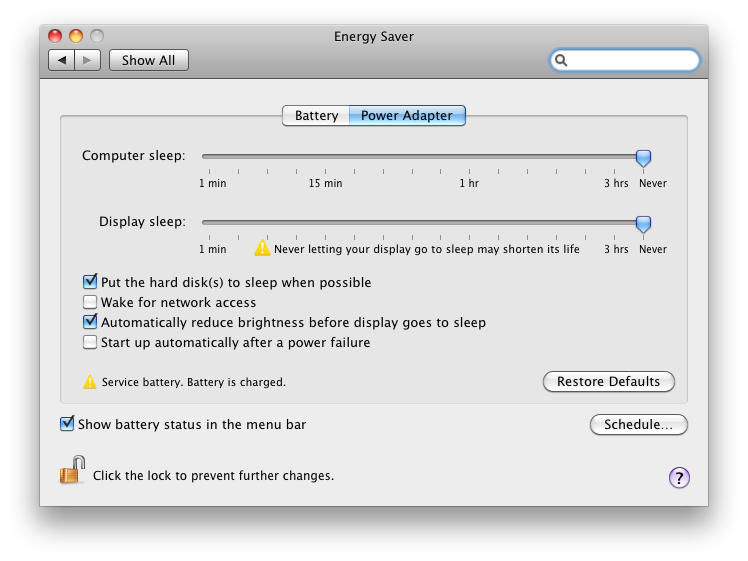 Energy Saver
Show All
Battery Power Adapter
Computer sleep:
1 min 15 min 1 hr 3 hrs Never
Display sleep:
1 min Never letting your display go to sleep may shorten its life 3 hrs Never
Put the hard disk(s) to sleep when possible
Wake for network access
Automatically reduce brightness before display goes to sleep
Start up automatically after a power failure
Service battery. Battery is charged. Restore Defaults
Show battery status in the menu bar Schedule...
Click the lock to prevent further changes. ?